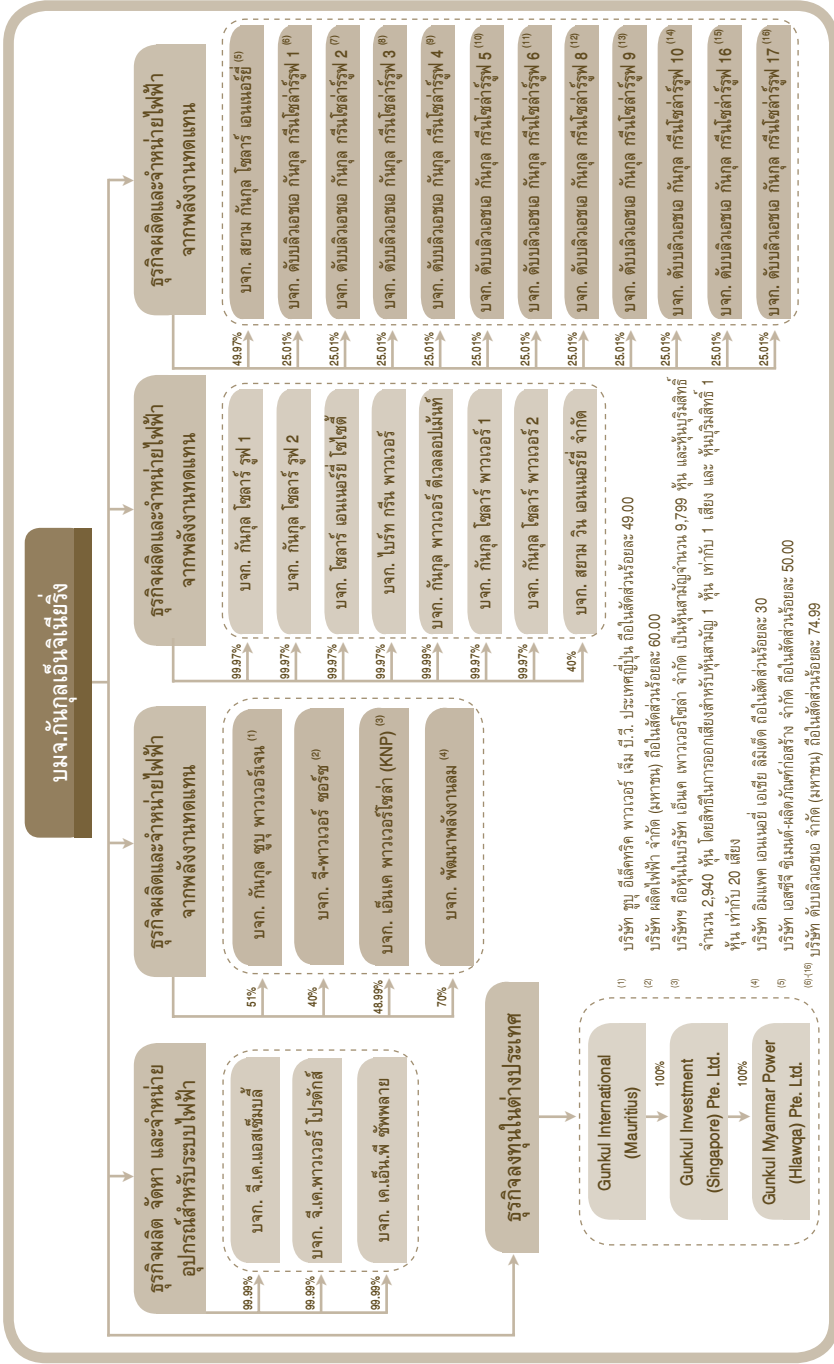 บมจ.กันกุลเอ็นจิเนียริง
ธุรกิจผลิต จัดหา และจำหน่าย
อุปกรณ์สำหรับระบบไฟฟ้า
99.99%
บจก. จี.เค.แอสเซ็มบลี้
99.99%
บจก. จี.เค.พาวเวอร์ โปรดักส์
99.99%
บจก. เค.เอ็น.พี ซัพพลาย
ธุรกิจผลิตและจำหน่ายไฟฟ้า
จากพลังงานทดแทน
51%
บจก. กันกุล ชูบุ พาวเวอร์เจน (1)
40%
บจก. จี-พาวเวอร์ ซอร์ซ (2)
48.99%
บจก. เอ็นเค พาวเวอร์โซล่า (KNP) (3)
70%
บจก. พัฒนาพลังงานลม (4)
ธุรกิจผลิตและจำหน่ายไฟฟ้า
จากพลังงานทดแทน
99.97%
บจก. กันกุล โซลาร์ รูฟ 1
99.97%
บจก. กันกุล โซลาร์ รูฟ 2
99.97%
บจก. โซลาร์ เอนเนอร์ยี่ โซไซตี้
99.97%
บจก. ไบร์ท กรีน พาวเวอร์
99.99%
บจก. กันกุล พาวเวอร์ ดีเวลลอปเม้นท์
99.97%
บจก. กันกุล โซลาร์ พาวเวอร์ 1
99.97%
บจก. กันกุล โซลาร์ พาวเวอร์ 2
40%
บจก. สยาม วิน เอนเนอร์ยี่ จำกัด
ธุรกิจผลิตและจำหน่ายไฟฟ้า
จากพลังงานทดแทน
49.97%
บจก. สยาม กันกุล โซลาร์ เอนเนอร์ยี่ (5)
25.01%
บจก. ดับบลิวเอชเอ กันกุล กรีนโซล่าร์รูฟ 1 (6)
25.01%
บจก. ดับบลิวเอชเอ กันกุล กรีนโซล่าร์รูฟ 2 (7)
25.01%
บจก. ดับบลิวเอชเอ กันกุล กรีนโซล่าร์รูฟ 3 (8)
25.01%
บจก. ดับบลิวเอชเอ กันกุล กรีนโซล่าร์รูฟ 4 (9)
25.01%
บจก. ดับบลิวเอชเอ กันกุล กรีนโซล่าร์รูฟ 5 (10)
25.01%
บจก. ดับบลิวเอชเอ กันกุล กรีนโซล่าร์รูฟ 6 (11)
25.01%
บจก. ดับบลิวเอชเอ กันกุล กรีนโซล่าร์รูฟ 8 (12)
25.01%
บจก. ดับบลิวเอชเอ กันกุล กรีนโซล่าร์รูฟ 9 (13)
25.01%
บจก. ดับบลิวเอชเอ กันกุล กรีนโซล่าร์รูฟ 10 (14)
25.01%
บจก. ดับบลิวเอชเอ กันกุล กรีนโซล่าร์รูฟ 16 (15)
25.01%
บจก. ดับบลิวเอชเอ กันกุล กรีนโซล่าร์รูฟ 17 (16)
ธุรกิจลงทุนในต่างประเทศ
Gunkul International
(Mauritius)
100%
Gunkul Investment
(Singapore) Pte. Ltd.
100%
Gunkul Myanmar Power
(Hlawqa) Pte. Ltd.
(1) บริษัท ชูบุ อีเล็คทริค พาวเวอร์ เจ็ม บี.วี. ประเทศญี่ปุ่น ถือในสัดส่วนร้อยละ 49.00
(2) บริษัท ผลิตไฟฟ้า จำกัด (มหาชน) ถือในสัดส่วนร้อยละ 60.00
(3) บริษัทฯ ถือหุ้นในบริษัท เอ็นเค เพาเวอร์โซล่า จำกัด เป็นหุ้นสามัญจำนวน 9,799 หุ้น และหุ้นบุริมสิทธิ์
จำนวน 2,940 หุ้น โดยสิทธิในการออกเสียงสำหรับหุ้นสามัญ 1 หุ้น เท่ากับ 1 เสียง และ หุ้นบุริมสิทธิ์ 1
หุ้น เท่ากับ 20 เสียง
(4) บริษัท อิมแพค เอนเนอยี่ เอเชีย ลิมิเต็ด ถือในสัดส่วนร้อยละ 30
(5) บริษัท เอสซีจี ซิเมนต์-ผลิตภัณฑ์ก่อสร้าง จำกัด ถือในสัดส่วนร้อยละ 50.00
(6)-(16) บริษัท ดับบลิวเอชเอ จำกัด (มหาชน) ถือในสัดส่วนร้อยละ 74.99